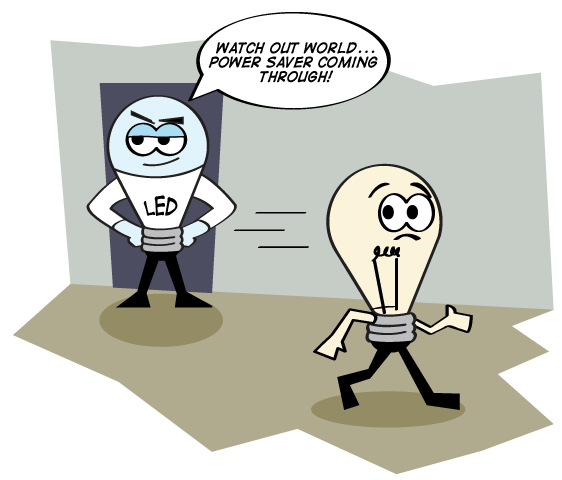 WATCH OUT WORLD...
POWER SAVER COMING
THROUGH!
LED